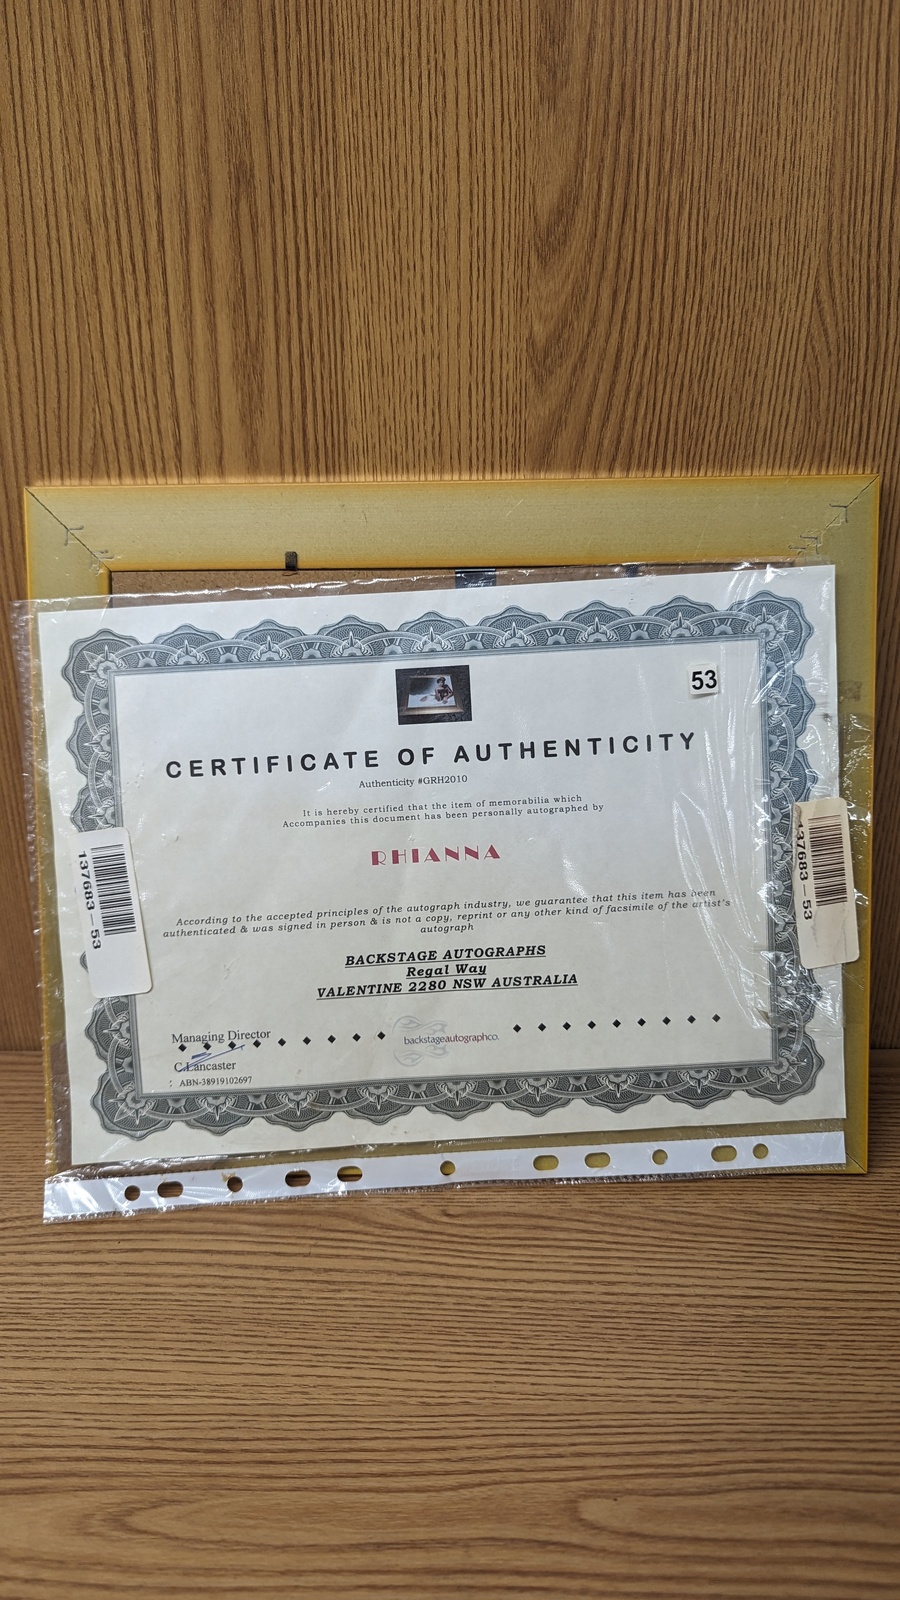 53
CERTIFICATE OF AUTHENTICITY
Authenticity #GRH2010
It is hereby certified that the item of memorabilia which
Accompanies this document has been personally autographed by
RHIANNA
According to the accepted principles of the autograph industry, we guarantee that this item has been
authenticated & was signed in person & is not a copy, reprint or any other kind of facsimile of the artist's
autograph
BACKSTAGE AUTOGRAPHS
Regal Way
VALENTINE 2280 NSW AUSTRALIA
Managing Director
backstageautographco.
C.Lancaster
: ABN-38919102697
137683 - 53
137683 - 53